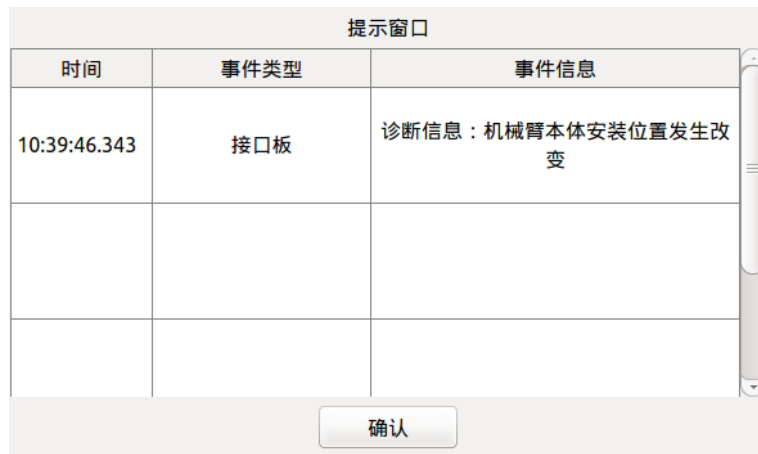 提示窗口
时间 事件类型 事件信息
10:39:46.343 接口板 诊断信息：机械臂本体安装位置发生改
变
确认